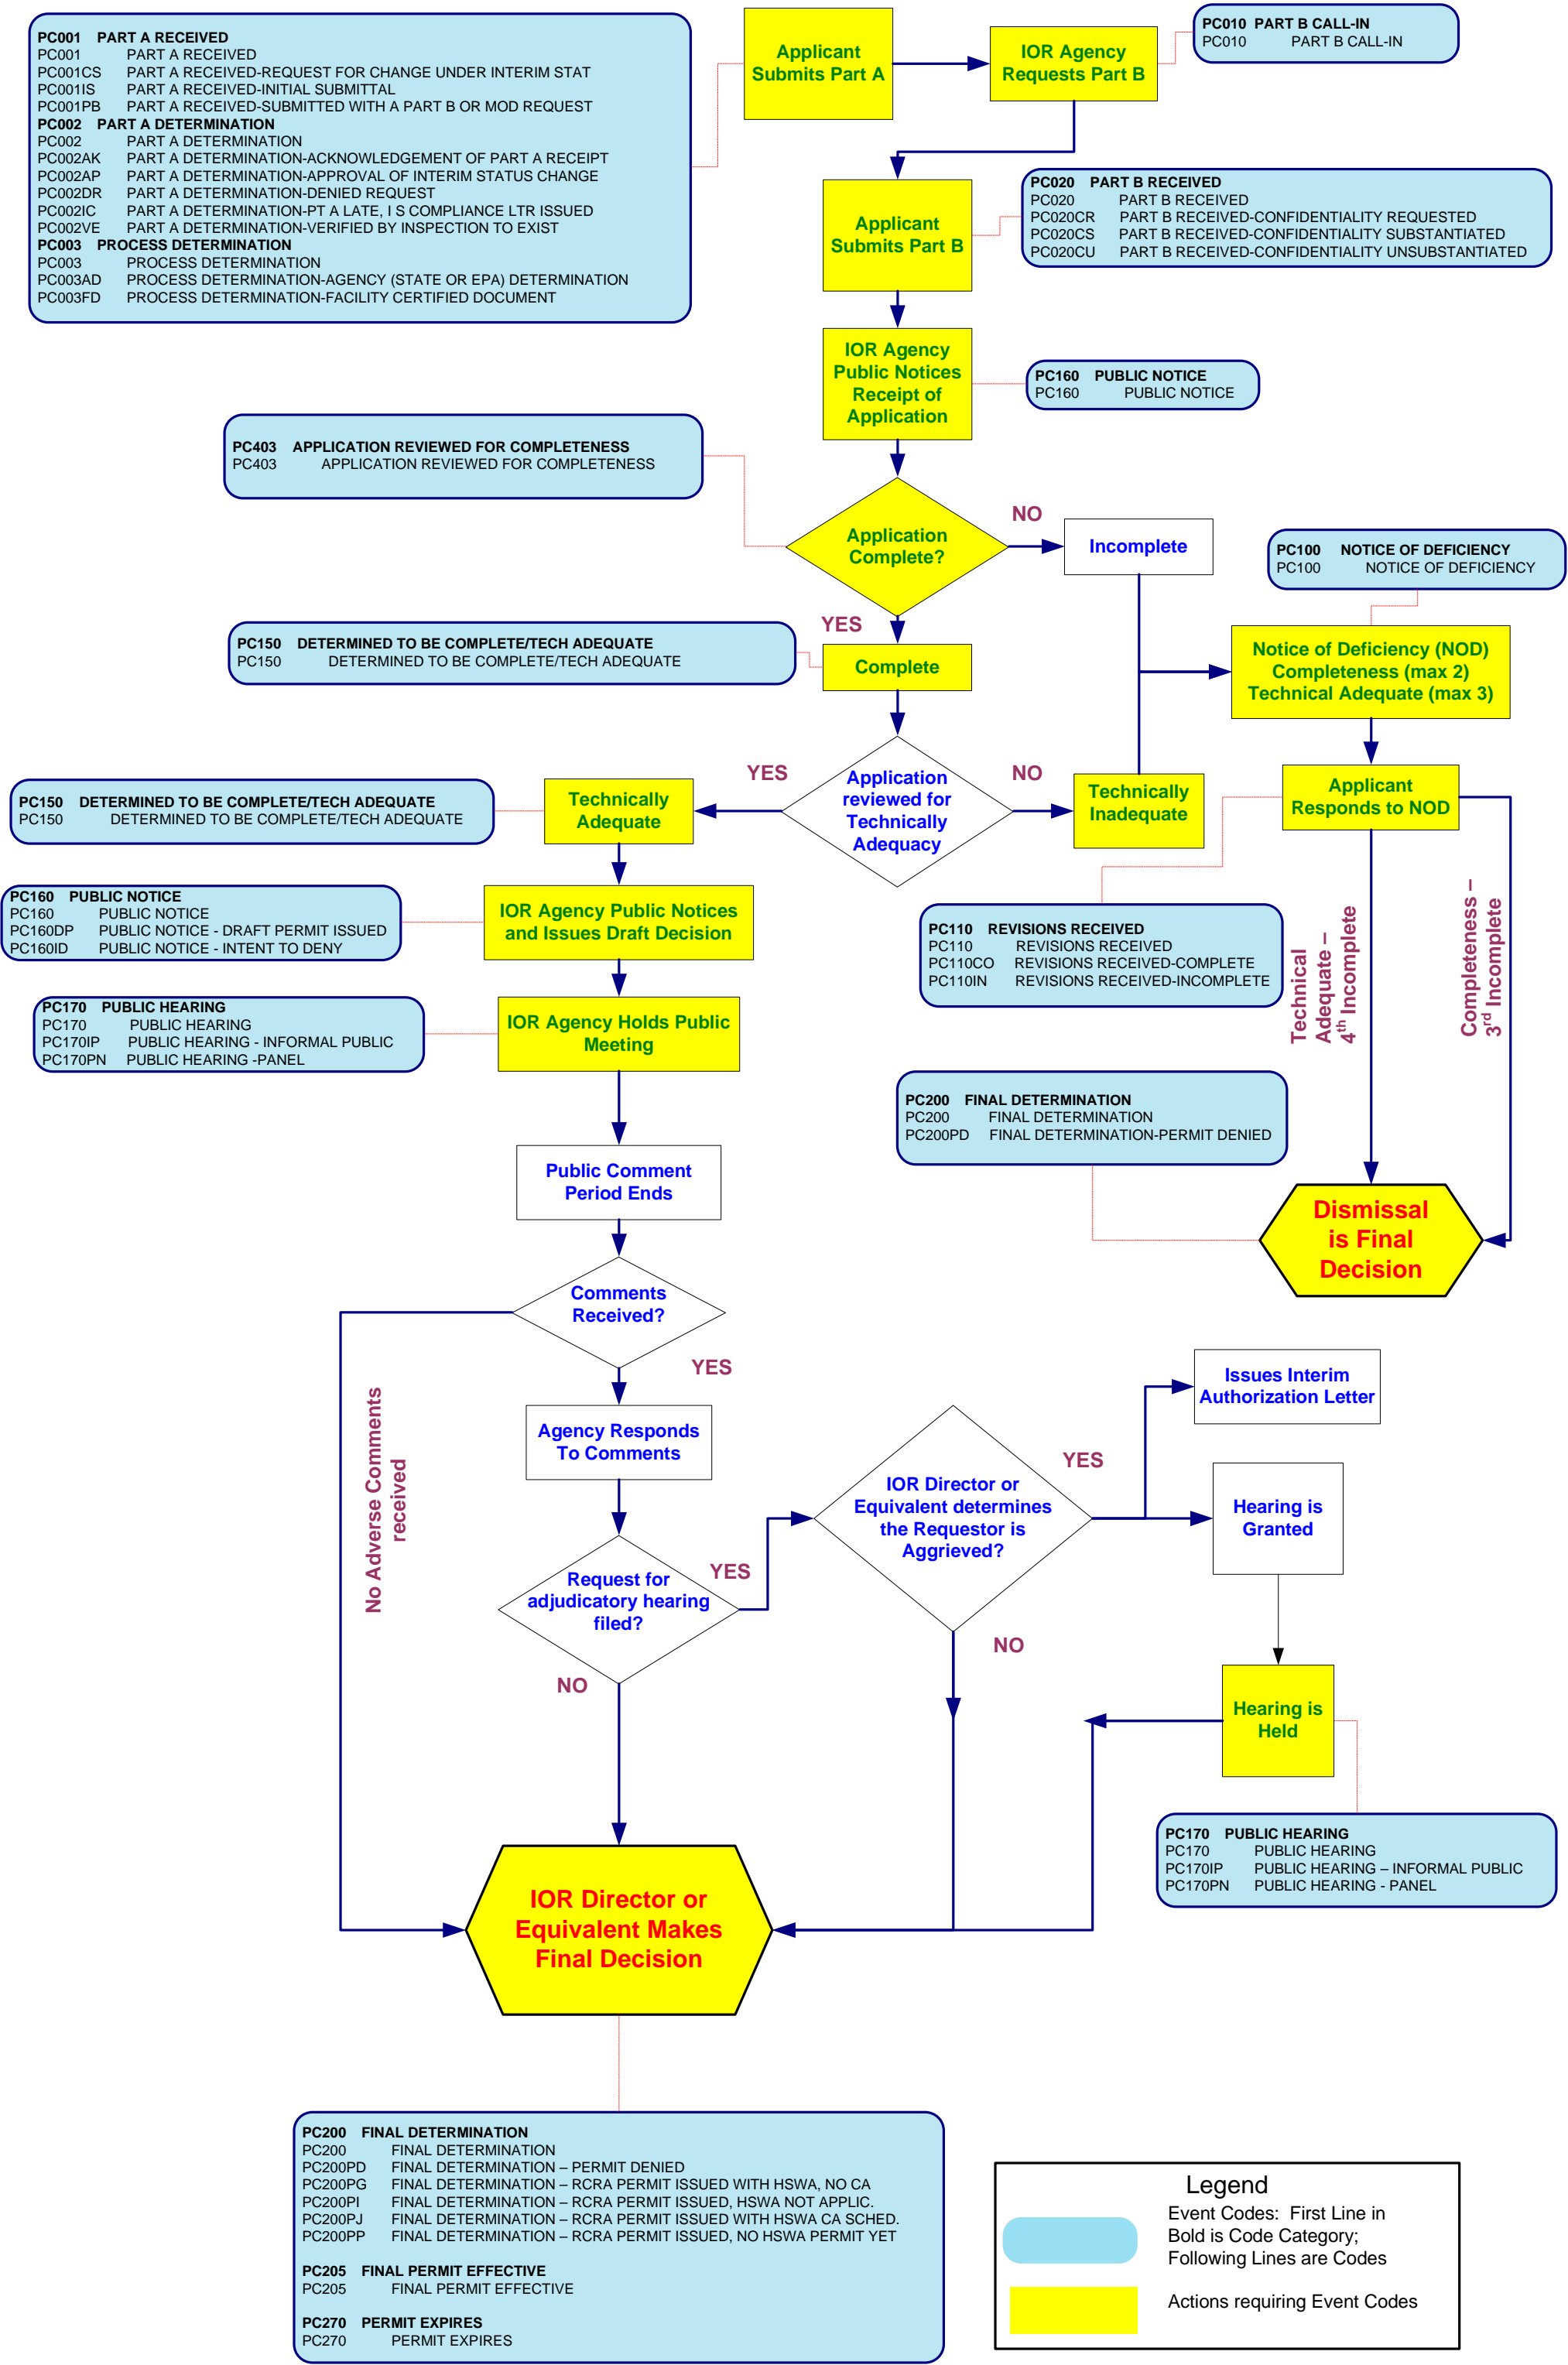 PC001 PART A RECEIVED
PC001 PART A RECEIVED
PC001CS PART A RECEIVED-REQUEST FOR CHANGE UNDER INTERIM STAT
PC001IS PART A RECEIVED-INITIAL SUBMITTAL
PC001PB PART A RECEIVED-SUBMITTED WITH A PART B OR MOD REQUEST
PC002 PART A DETERMINATION
PC002 PART A DETERMINATION
PC002AK PART A DETERMINATION-ACKNOWLEDGEMENT OF PART A RECEIPT
PC002AP PART A DETERMINATION-APPROVAL OF INTERIM STATUS CHANGE
PC002DR PART A DETERMINATION-DENIED REQUEST
PC002IC PART A DETERMINATION-PT A LATE, I S COMPLIANCE LTR ISSUED
PC002VE PART A DETERMINATION-VERIFIED BY INSPECTION TO EXIST
PC003 PROCESS DETERMINATION
PC003 PROCESS DETERMINATION
PC003AD PROCESS DETERMINATION-AGENCY (STATE OR EPA) DETERMINATION
PC003FD PROCESS DETERMINATION-FACILITY CERTIFIED DOCUMENT
Applicant
Submits Part A
IOR Agency
Requests Part B
PC010 PART B CALL-IN
PC010 PART B CALL-IN
Applicant
Submits Part B
PC020 PART B RECEIVED
PC020 PART B RECEIVED
PC020CR PART B RECEIVED-CONFIDENTIALITY REQUESTED
PC020CS PART B RECEIVED-CONFIDENTIALITY SUBSTANTIATED
PC020CU PART B RECEIVED-CONFIDENTIALITY UNSUBSTANTIATED
IOR Agency
Public Notices
Receipt of
Application
PC160 PUBLIC NOTICE
PC160 PUBLIC NOTICE
PC403 APPLICATION REVIEWED FOR COMPLETENESS
PC403 APPLICATION REVIEWED FOR COMPLETENESS
Application
Complete?
NO
Incomplete
PC100 NOTICE OF DEFICIENCY
PC100 NOTICE OF DEFICIENCY
YES
PC150 DETERMINED TO BE COMPLETE/TECH ADEQUATE
PC150 DETERMINED TO BE COMPLETE/TECH ADEQUATE
Complete
Notice of Deficiency (NOD)
Completeness (max 2)
Technical Adequate (max 3)
PC150 DETERMINED TO BE COMPLETE/TECH ADEQUATE
PC150 DETERMINED TO BE COMPLETE/TECH ADEQUATE
Technically
Adequate
YES
Application
reviewed for
Technically
Adequacy
NO
Technically
Inadequate
Applicant
Responds to NOD
PC160 PUBLIC NOTICE
PC160 PUBLIC NOTICE
PC160DP PUBLIC NOTICE - DRAFT PERMIT ISSUED
PC160ID PUBLIC NOTICE - INTENT TO DENY
IOR Agency Public Notices
and Issues Draft Decision
PC110 REVISIONS RECEIVED
PC110 REVISIONS RECEIVED
PC110CO REVISIONS RECEIVED-COMPLETE
PC110IN REVISIONS RECEIVED-INCOMPLETE
Technical
Adequate –
4th Incomplete
Completeness –
3rd Incomplete
PC170 PUBLIC HEARING
PC170 PUBLIC HEARING
PC170IP PUBLIC HEARING - INFORMAL PUBLIC
PC170PN PUBLIC HEARING -PANEL
IOR Agency Holds Public
Meeting
PC200 FINAL DETERMINATION
PC200 FINAL DETERMINATION
PC200PD FINAL DETERMINATION-PERMIT DENIED
Public Comment
Period Ends
Dismissal
is Final
Decision
Comments
Received?
YES
No Adverse Comments
received
Agency Responds
To Comments
Issues Interim
Authorization Letter
IOR Director or
Equivalent determines
the Requestor is
Aggrieved?
YES
Hearing is
Granted
Request for
adjudicatory hearing
filed?
YES
NO
NO
Hearing is
Held
PC170 PUBLIC HEARING
PC170 PUBLIC HEARING
PC170IP PUBLIC HEARING – INFORMAL PUBLIC
PC170PN PUBLIC HEARING - PANEL
IOR Director or
Equivalent Makes
Final Decision
PC200 FINAL DETERMINATION
PC200 FINAL DETERMINATION
PC200PD FINAL DETERMINATION – PERMIT DENIED
PC200PG FINAL DETERMINATION – RCRA PERMIT ISSUED WITH HSWA, NO CA
PC200PI FINAL DETERMINATION – RCRA PERMIT ISSUED, HSWA NOT APPLIC.
PC200PJ FINAL DETERMINATION – RCRA PERMIT ISSUED WITH HSWA CA SCHED.
PC200PP FINAL DETERMINATION – RCRA PERMIT ISSUED, NO HSWA PERMIT YET
PC205 FINAL PERMIT EFFECTIVE
PC205 FINAL PERMIT EFFECTIVE
PC270 PERMIT EXPIRES
PC270 PERMIT EXPIRES
Legend
Event Codes: First Line in
Bold is Code Category;
Following Lines are Codes
Actions requiring Event Codes